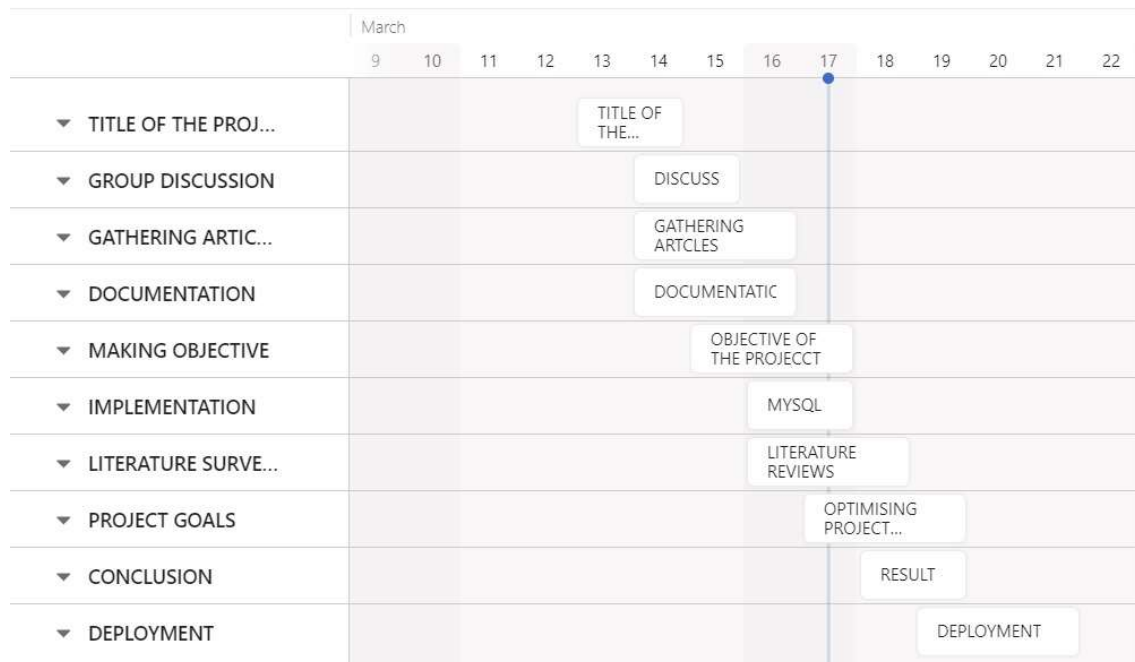 March
9 10 11 12 13 14 15 16 17 18 19 20 21 22
TITLE OF THE PROJ...
TITLE OF
THE...
GROUP DISCUSSION
DISCUSS
GATHERING ARTIC...
GATHERING
ARTCLES
DOCUMENTATION
DOCUMENTATIC
MAKING OBJECTIVE
OBJECTIVE OF
THE PROJECCT
IMPLEMENTATION
MYSQL
LITERATURE SURVE...
LITERATURE
REVIEWS
PROJECT GOALS
OPTIMISING
PROJECT...
CONCLUSION
RESULT
DEPLOYMENT
DEPLOYMENT